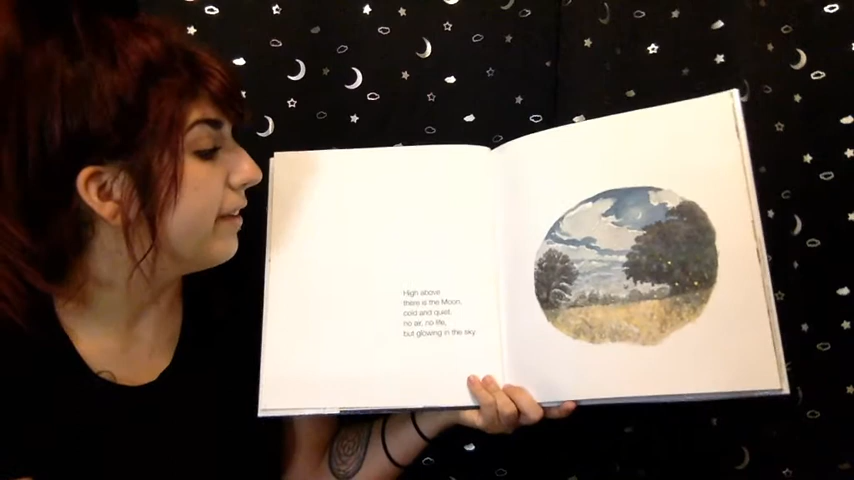 High above
there is the Moon,
cold and quiet,
no air, no life,
but glowing in the sky